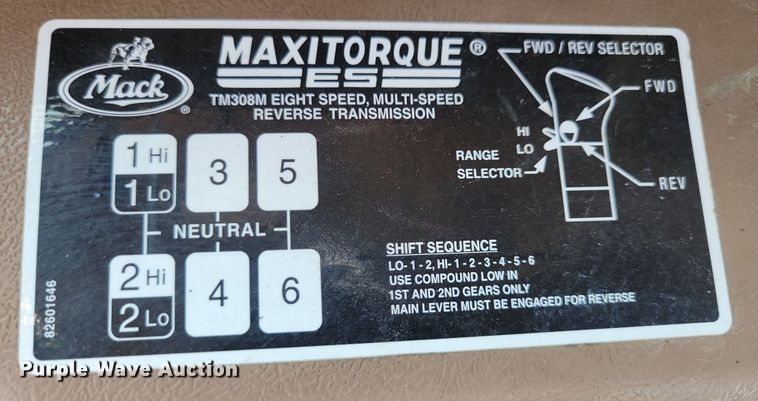 Mack
®
MAXITORQUE®
ES
TM308M EIGHT SPEED, MULTI-SPEED
REVERSE TRANSMISSION
FWD / REV SELECTOR
FWD
HI
LO
RANGE
SELECTOR
REV
1 Hi
1 Lo
3
5
NEUTRAL
2 Hi
2 Lo
4
6
SHIFT SEQUENCE
LO- 1 - 2, HI- 1 - 2 - 3 - 4 - 5 - 6
USE COMPOUND LOW IN
1ST AND 2ND GEARS ONLY
MAIN LEVER MUST BE ENGAGED FOR REVERSE
82601646
Purple Wave Auction